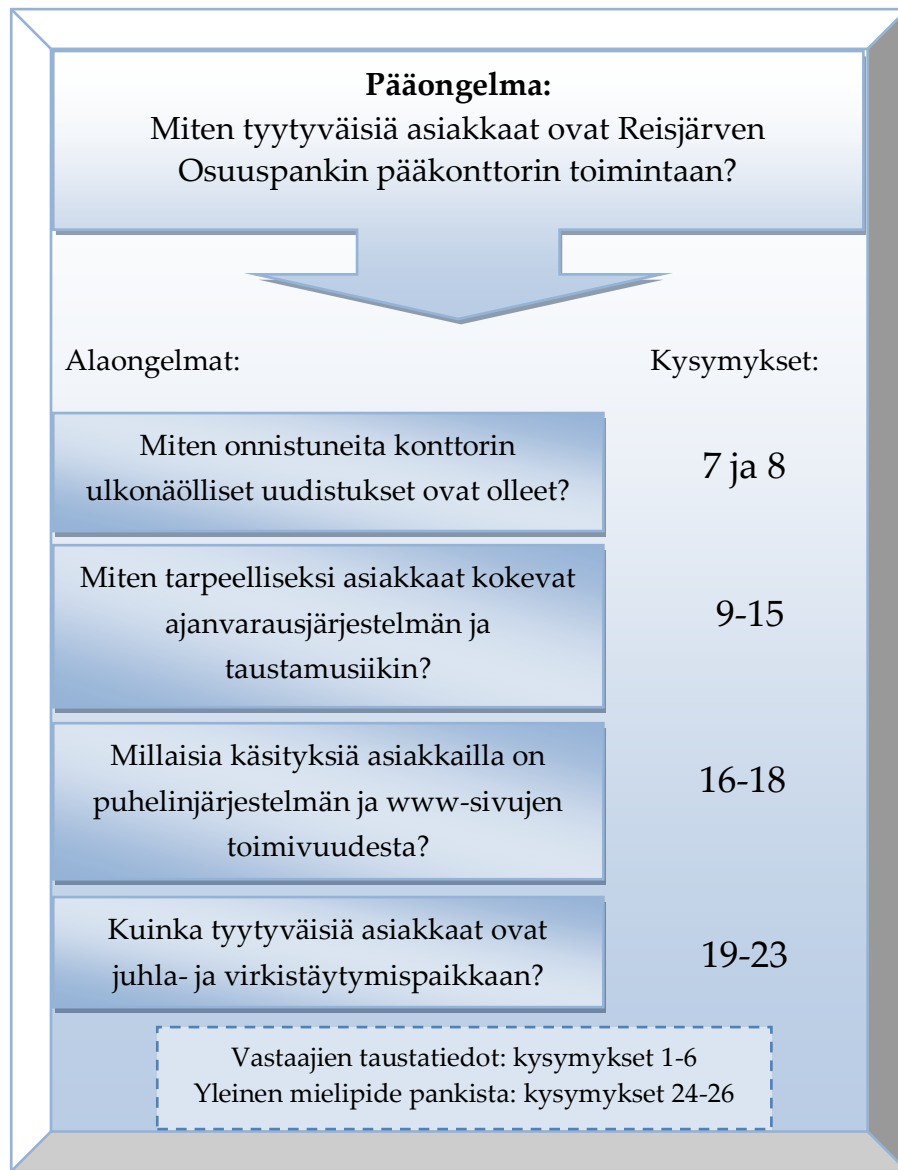 Pääongelma:
Miten tyytyväisiä asiakkaat ovat Reisjärven
Osuuspankin pääkonttorin toimintaan?
Alaongelmat:
Kysymykset:
Miten onnistuneita konttorin
ulkonäölliset uudistukset ovat olleet?
7 ja 8
Miten tarpeelliseksi asiakkaat kokevat
ajanvarausjärjestelmän ja
taustamusiikin?
9-15
Millaisia käsityksiä asiakkailla on
puhelinjärjestelmän ja www-sivujen
toimivuudesta?
16-18
Kuinka tyytyväisiä asiakkaat ovat
juhla- ja virkistäytymispaikkaan?
19-23
Vastaajien taustatiedot: kysymykset 1-6
Yleinen mielipide pankista: kysymykset 24-26